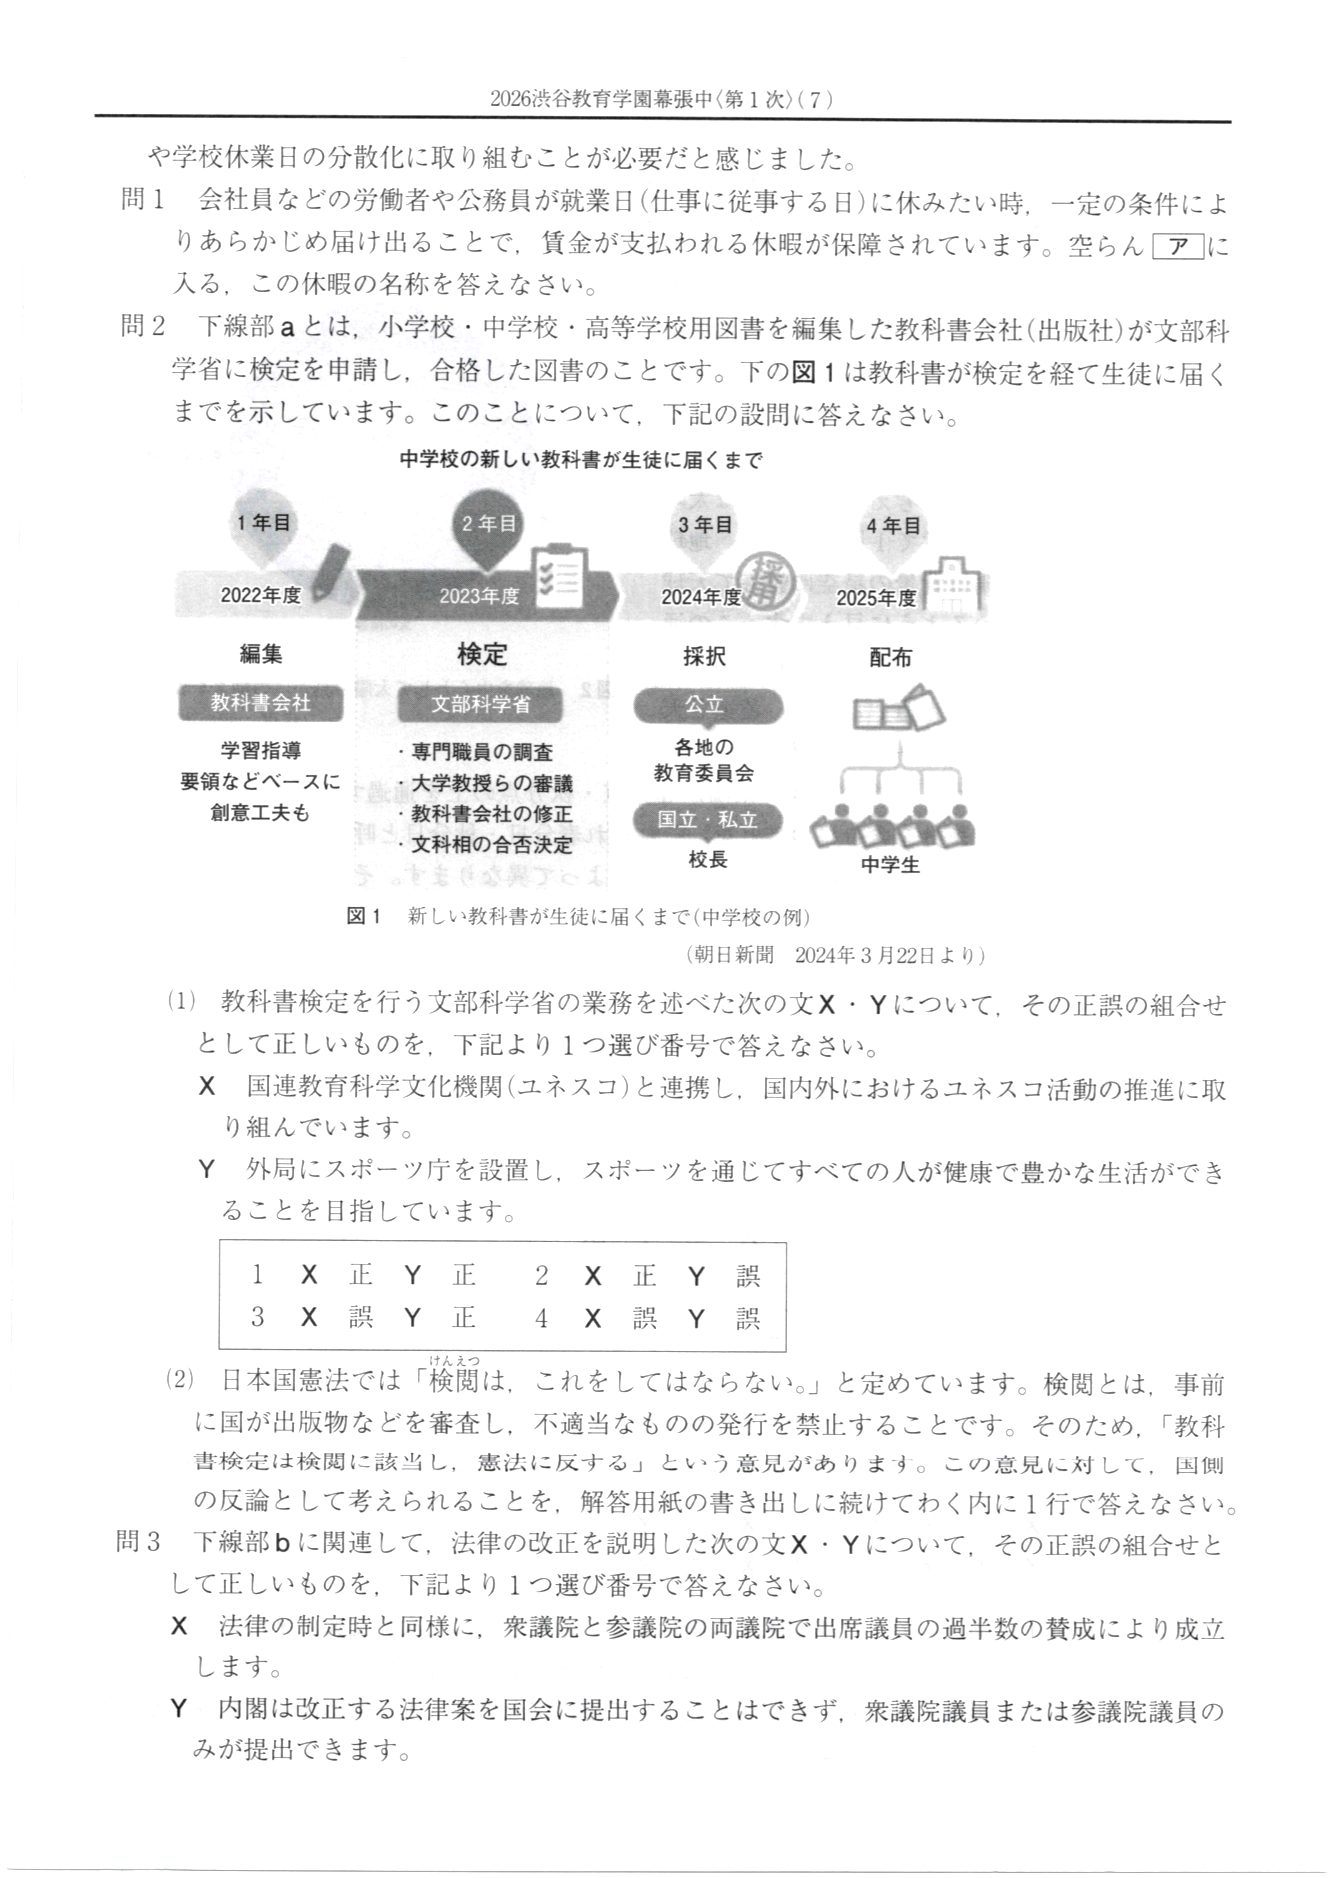 2026渋谷教育学園幕張中〈第1次〉(7)
や学校休業日の分散化に取り組むことが必要だと感じました。
問1　会社員などの労働者や公務員が就業日(仕事に従事する日)に休みたい時，一定の条件によ
りあらかじめ届け出ることで，賃金が支払われる休暇が保障されています。空らん ア に
入る，この休暇の名称を答えなさい。
問2　下線部aとは，小学校・中学校・高等学校用図書を編集した教科書会社(出版社)が文部科
学省に検定を申請し，合格した図書のことです。下の図1は教科書が検定を経て生徒に届く
までを示しています。このことについて，下記の設問に答えなさい。
中学校の新しい教科書が生徒に届くまで
1年目　2年目　3年目　4年目
2022年度　2023年度　2024年度　採用　2025年度
編集　検定　採択　配布
教科書会社　文部科学省　公立
学習指導
要領などベースに
創意工夫も
・専門職員の調査
・大学教授らの審議
・教科書会社の修正
・文科相の合否決定
各地の
教育委員会
国立・私立
校長
中学生
図1　新しい教科書が生徒に届くまで(中学校の例)
(朝日新聞　2024年3月22日より)
(1)　教科書検定を行う文部科学省の業務を述べた次の文X・Yについて，その正誤の組合せ
として正しいものを，下記より1つ選び番号で答えなさい。
X　国連教育科学文化機関(ユネスコ)と連携し，国内外におけるユネスコ活動の推進に取
り組んでいます。
Y　外局にスポーツ庁を設置し，スポーツを通じてすべての人が健康で豊かな生活ができ
ることを目指しています。
1　X　正　Y　正　2　X　正　Y　誤
3　X　誤　Y　正　4　X　誤　Y　誤
けんえつ
(2)　日本国憲法では「検閲は，これをしてはならない。」と定めています。検閲とは，事前
に国が出版物などを審査し，不適当なものの発行を禁止することです。そのため，「教科
書検定は検閲に該当し，憲法に反する」という意見があります。この意見に対して，国側
の反論として考えられることを，解答用紙の書き出しに続けてわく内に1行で答えなさい。
問3　下線部bに関連して，法律の改正を説明した次の文X・Yについて，その正誤の組合せと
して正しいものを，下記より1つ選び番号で答えなさい。
X　法律の制定時と同様に，衆議院と参議院の両議院で出席議員の過半数の賛成により成立
します。
Y　内閣は改正する法律案を国会に提出することはできず，衆議院議員または参議院議員の
みが提出できます。